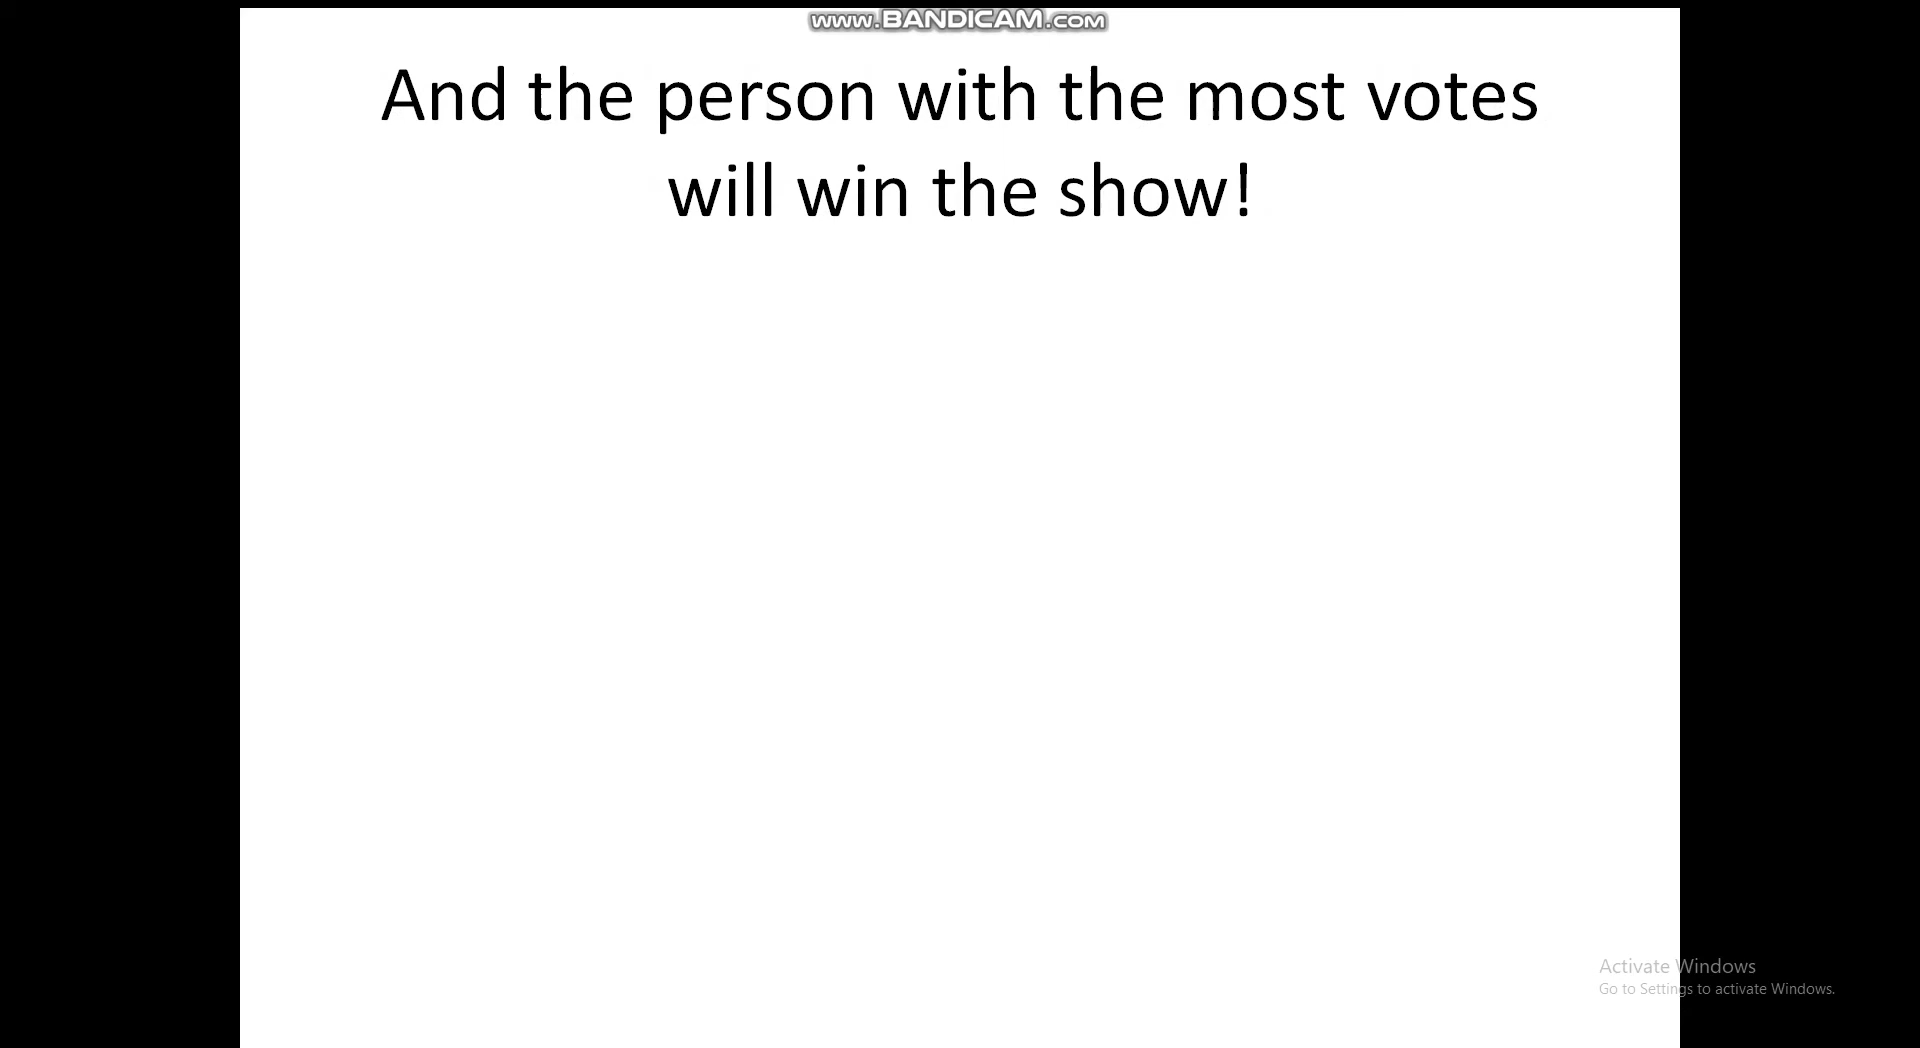 www.BANDICAM.com
And the person with the most votes
will win the show!
Activate Windows
Go to Settings to activate Windows.